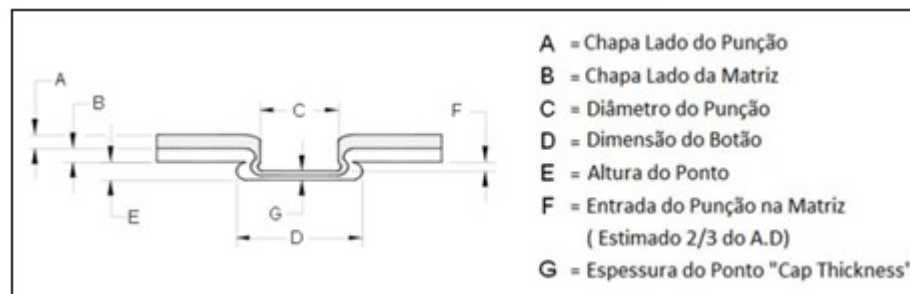 A = Chapa Lado do Punção
B = Chapa Lado da Matriz
C = Diâmetro do Punção
D = Dimensão do Botão
E = Altura do Ponto
F = Entrada do Punção na Matriz
( Estimado 2/3 do A.D)
G = Espessura do Ponto "Cap Thickness"
A
B
C
F
E
G
D